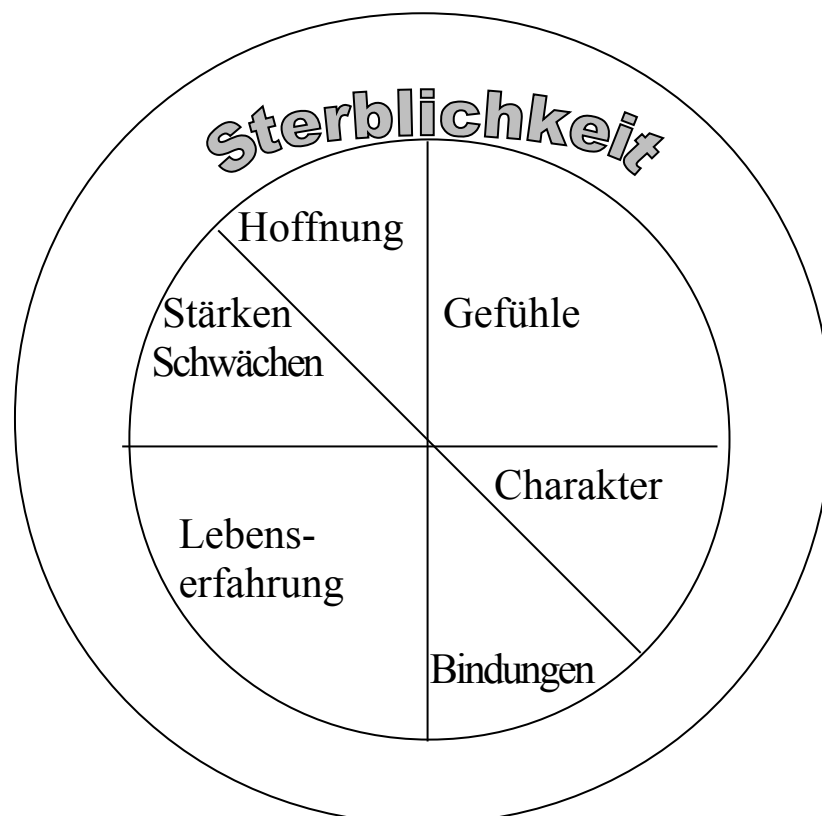 Sterblichkeit
Hoffnung
Gefühle
Stärken
Schwächen
Charakter
Lebens-
erfahrung
Bindungen